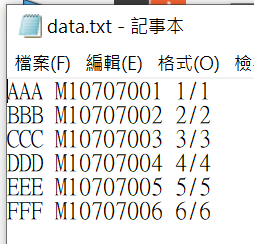 data.txt - 記事本
檔案(F) 編輯(E) 格式(O)
AAA M10707001 1/1
BBB M10707002 2/2
CCC M10707003 3/3
DDD M10707004 4/4
EEE M10707005 5/5
FFF M10707006 6/6